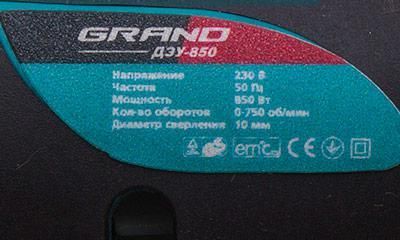 GRAND
ДЭУ-850
Напряжение 230 В
Частота 50 Гц
Мощность 850 Вт
Кол-во оборотов 0-750 об/мин
Диаметр сверления 10 мм
emc CE